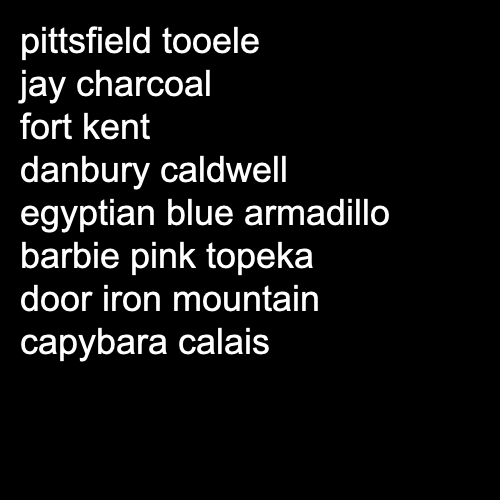 pittsfield tooele
jay charcoal
fort kent
danbury caldwell
egyptian blue armadillo
barbie pink topeka
door iron mountain
capybara calais